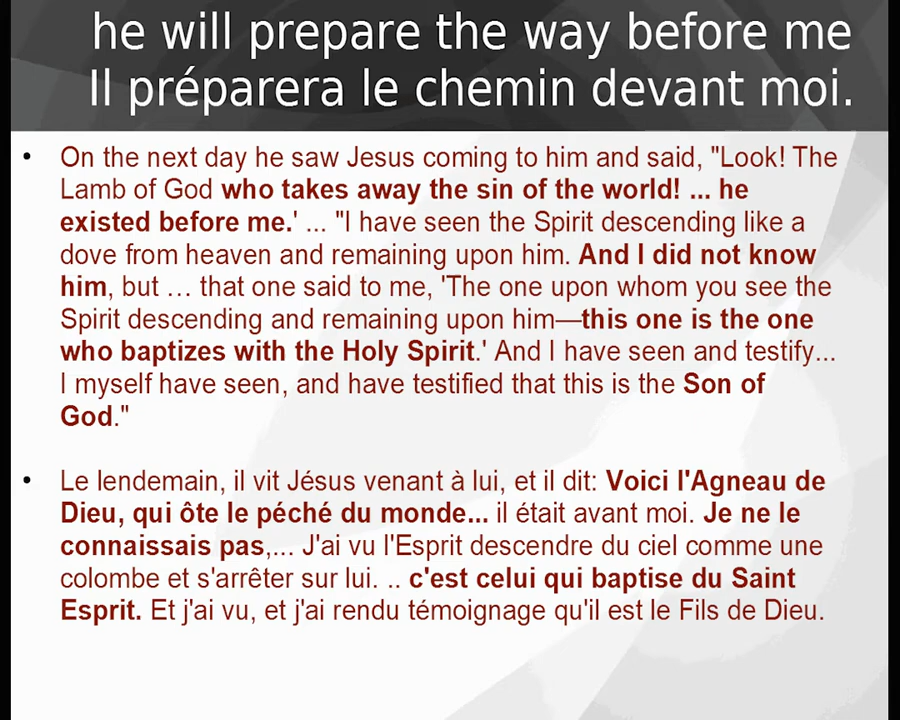 he will prepare the way before me
Il préparera le chemin devant moi.
• On the next day he saw Jesus coming to him and said, "Look! The
Lamb of God who takes away the sin of the world! ... he
existed before me.' ... "I have seen the Spirit descending like a
dove from heaven and remaining upon him. And I did not know
him, but … that one said to me, 'The one upon whom you see the
Spirit descending and remaining upon him—this one is the one
who baptizes with the Holy Spirit.' And I have seen and testify...
I myself have seen, and have testified that this is the Son of
God."
• Le lendemain, il vit Jésus venant à lui, et il dit: Voici l'Agneau de
Dieu, qui ôte le péché du monde... il était avant moi. Je ne le
connaissais pas,... J'ai vu l'Esprit descendre du ciel comme une
colombe et s'arrêter sur lui. .. c'est celui qui baptise du Saint
Esprit. Et j'ai vu, et j'ai rendu témoignage qu'il est le Fils de Dieu.